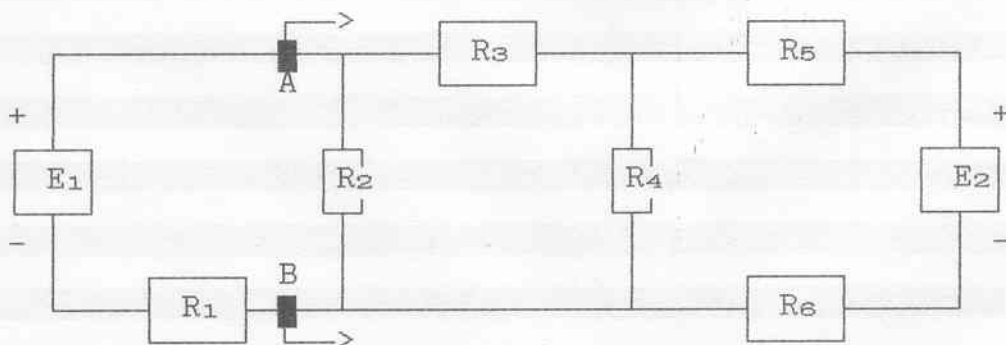 R3 R5
A
+ +
E1 R2 R4 E2
- -
B
R1 R6